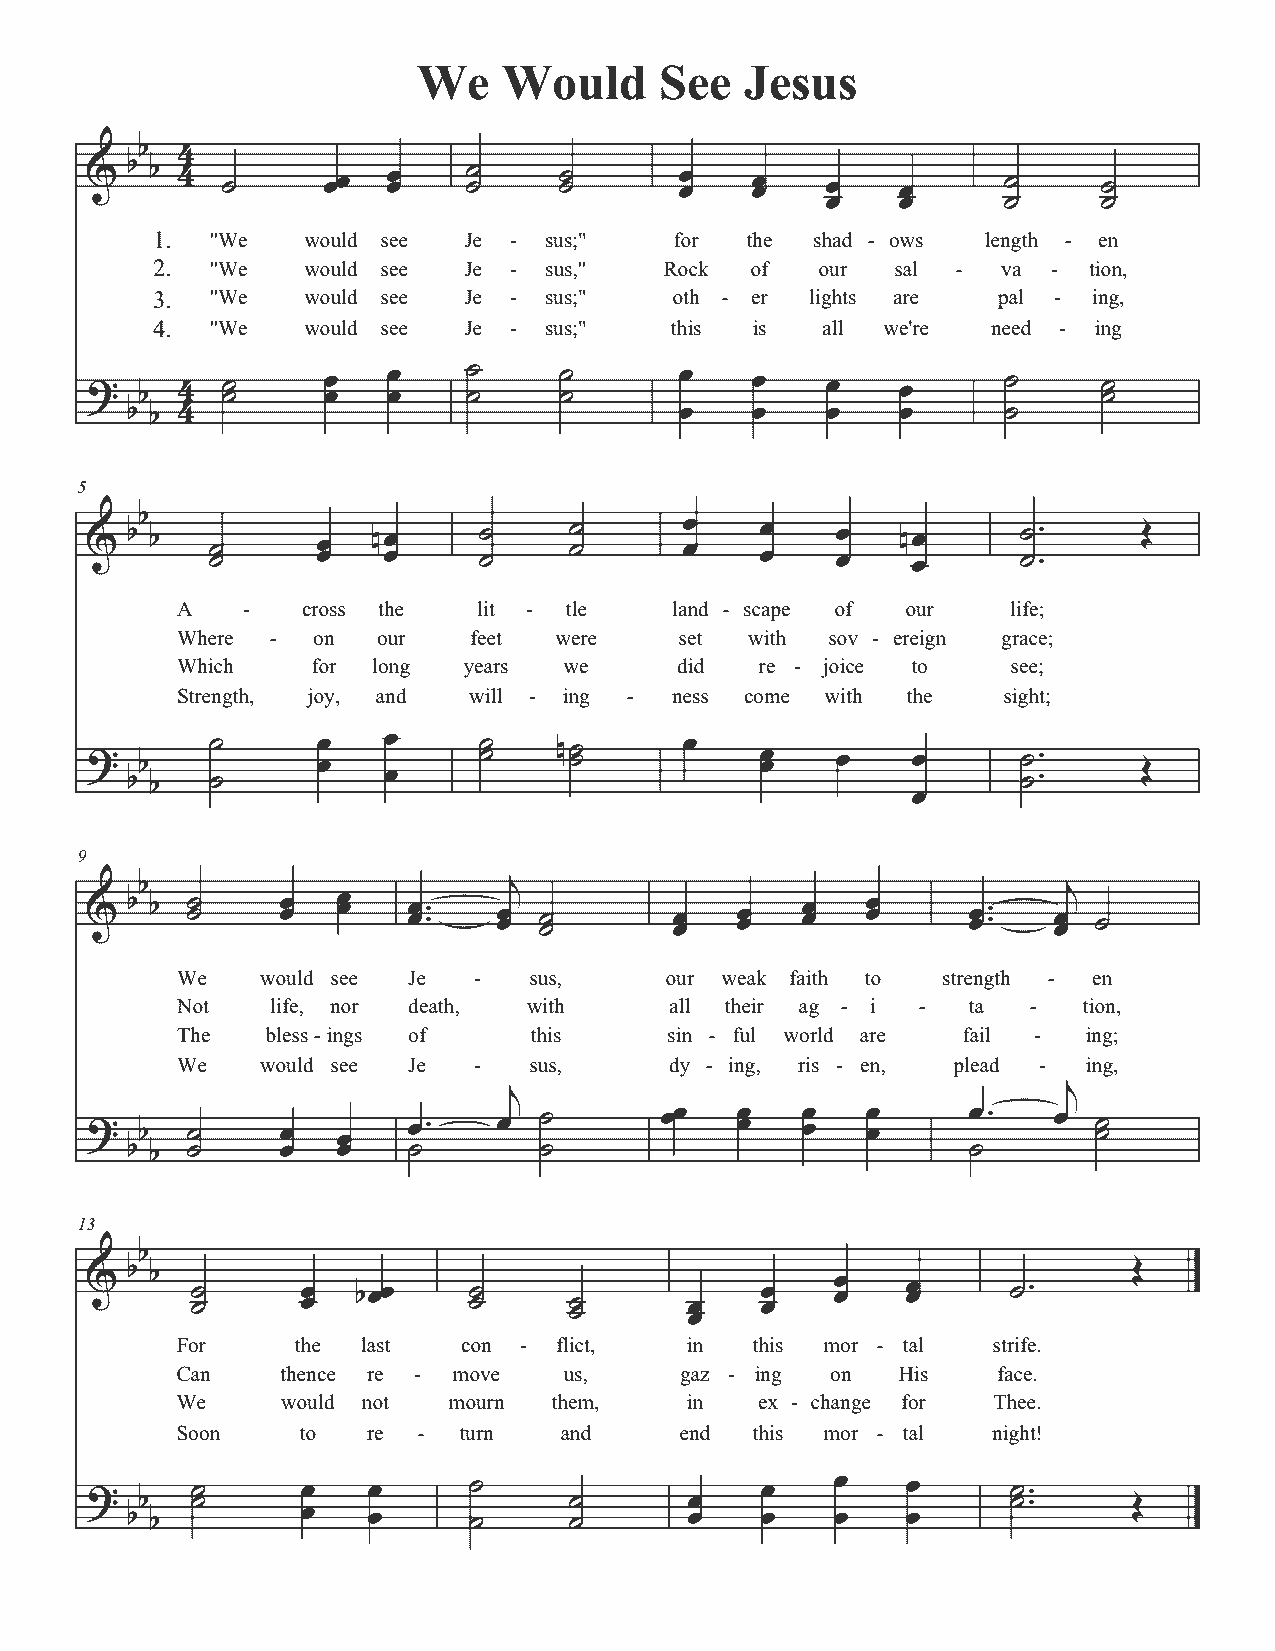 We Would See Jesus
1. "We would see Je - sus;" for the shad - ows length - en
2. "We would see Je - sus," Rock of our sal - va - tion,
3. "We would see Je - sus;" oth - er lights are pal - ing,
4. "We would see Je - sus;" this is all we're need - ing
5
A - cross the lit - tle land - scape of our life;
Where - on our feet were set with sov - ereign grace;
Which for long years we did re - joice to see;
Strength, joy, and will - ing - ness come with the sight;
9
We would see Je - sus, our weak faith to strength - en
Not life, nor death, with all their ag - i - ta - tion,
The bless - ings of this sin - ful world are fail - ing;
We would see Je - sus, dy - ing, ris - en, plead - ing,
13
For the last con - flict, in this mor - tal strife.
Can thence re - move us, gaz - ing on His face.
We would not mourn them, in ex - change for Thee.
Soon to re - turn and end this mor - tal night!